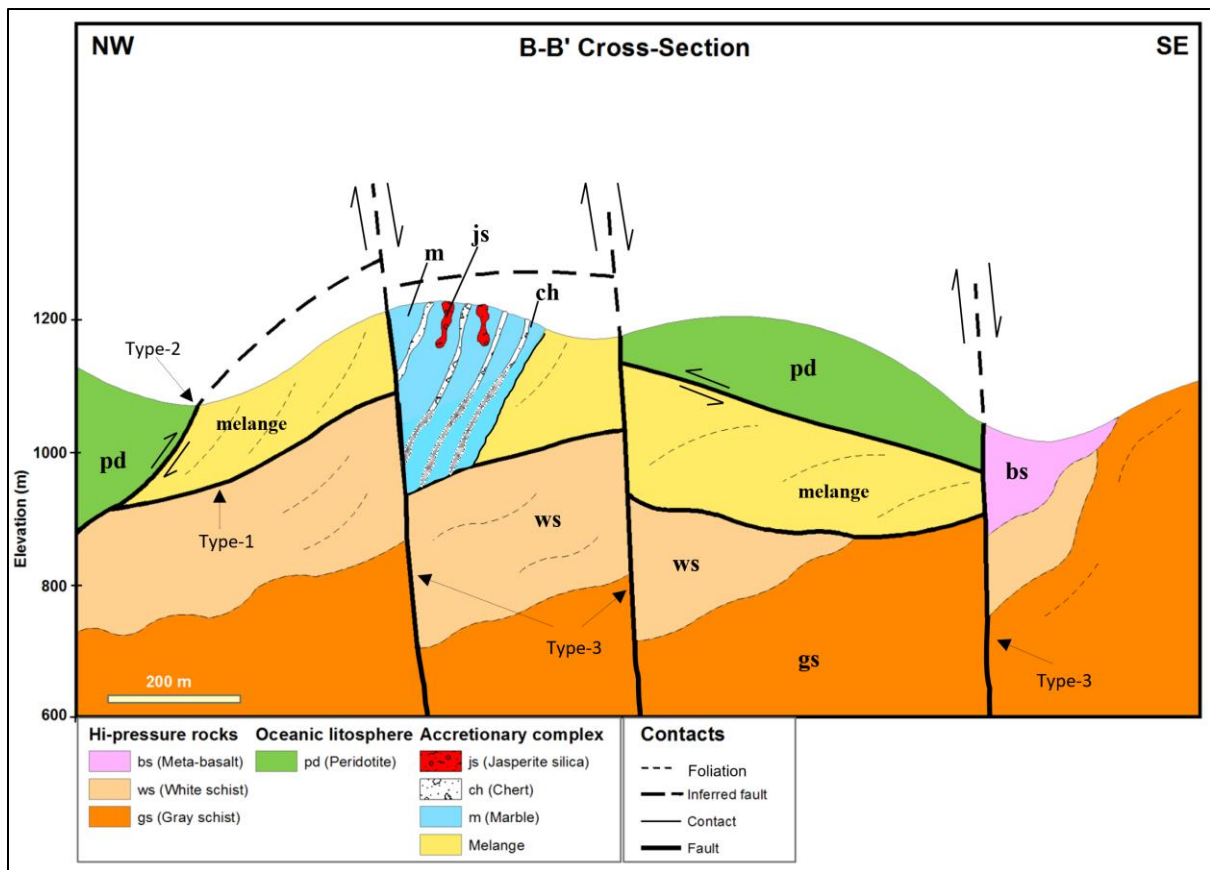 NW
B-B' Cross-Section
SE
js
m
ch
1200
Type-2
pd
melange
pd
1000
bs
melange
Elevation (m)
ws
Type-1
ws
800
Type-3
gs
Type-3
200 m
600
Hi-pressure rocks
bs (Meta-basalt)
ws (White schist)
gs (Gray schist)
Oceanic litosphere
pd (Peridotite)
Accretionary complex
js (Jasperite silica)
ch (Chert)
m (Marble)
Melange
Contacts
Foliation
Inferred fault
Contact
Fault